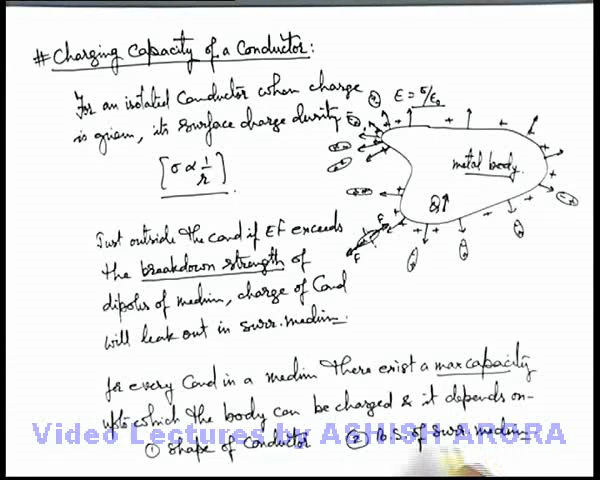 # Charging Capacity of a Conductor:
For an isolated Conductor when charge
is given, its surface charge density
[σ ∝ 1/r]
E = σ/ε₀
metal body.
Q↑
F
F
Just outside the cond if EF exceeds
the breakdown strength of
dipoles of medium, charge of Cond
will leak out in surr. medium.
for every Cond in a medium there exist a max capacity
upto which the body can be charged & it depends on-
① Shape of Conductor ② B.S. of surr. medium
Video Lectures by ASHISH ARORA